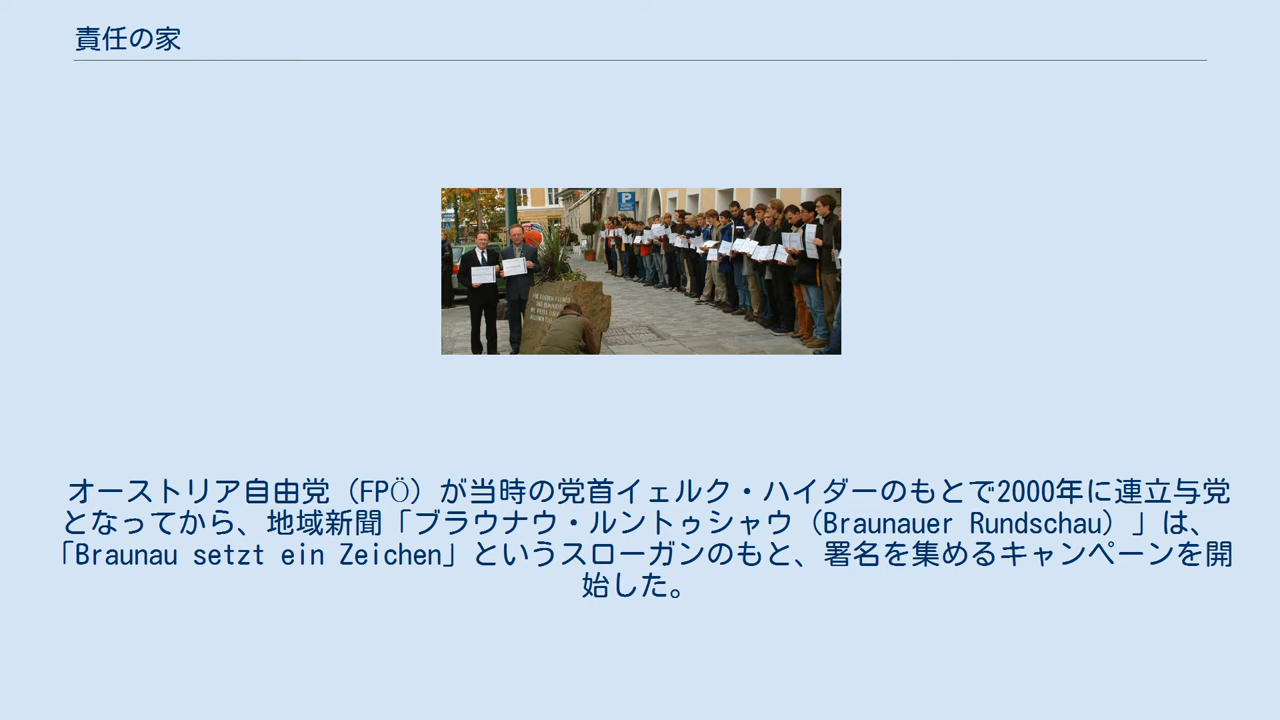 責任の家
P
オーストリア自由党（FPÖ）が当時の党首イェルク・ハイダーのもとで2000年に連立与党
となってから、地域新聞「ブラウナウ・ルントゥシャウ（Braunauer Rundschau）」は、
「Braunau setzt ein Zeichen」というスローガンのもと、署名を集めるキャンペーンを開
始した。